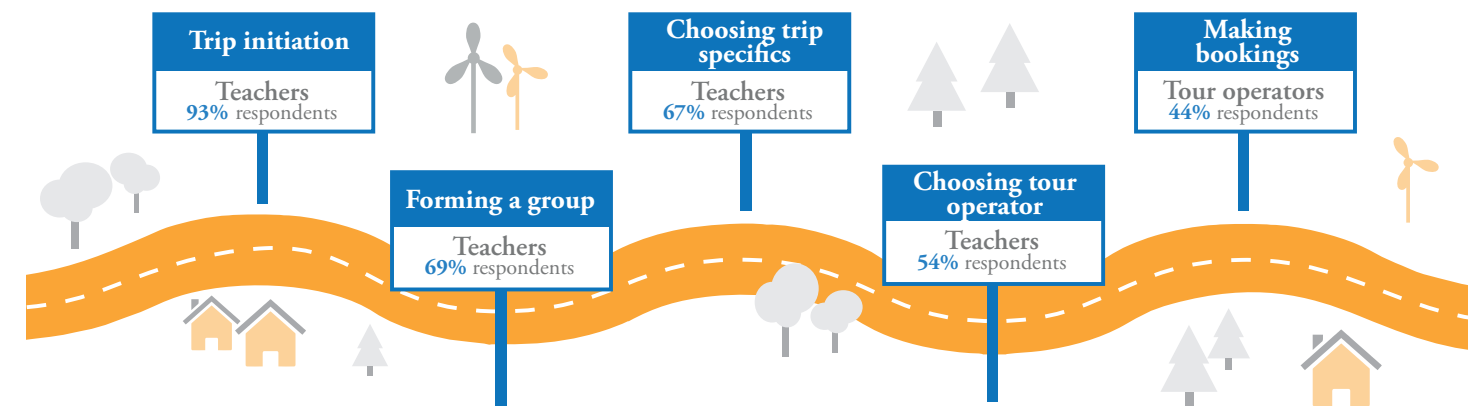 Trip initiation
Teachers
93% respondents
Forming a group
Teachers
69% respondents
Choosing trip
specifics
Teachers
67% respondents
Choosing tour
operator
Teachers
54% respondents
Making
bookings
Tour operators
44% respondents